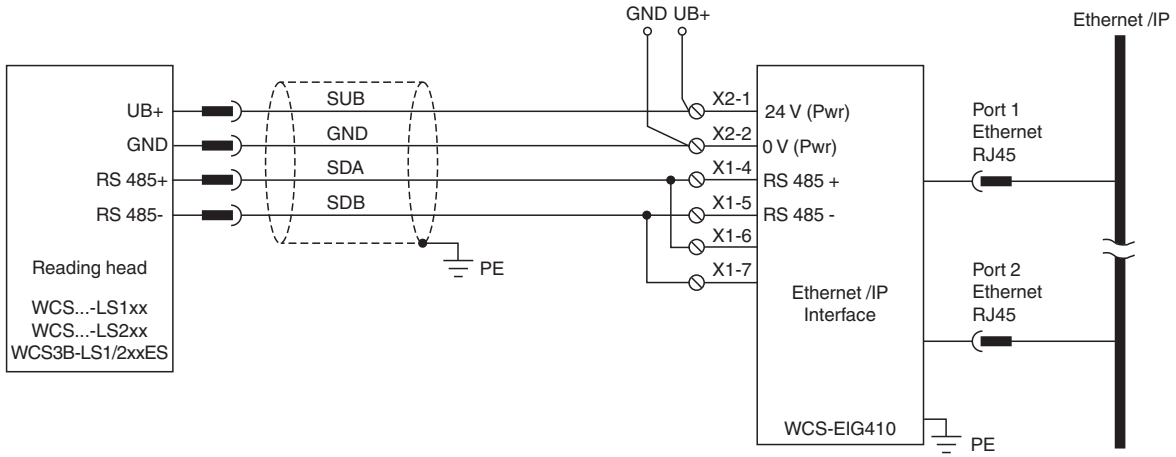 GND UB+
Ethernet /IP
UB+
GND
RS 485+
RS 485-
Reading head
WCS...-LS1xx
WCS...-LS2xx
WCS3B-LS1/2xxES
SUB
GND
SDA
SDB
PE
X2-1
X2-2
X1-4
X1-5
X1-6
X1-7
24 V (Pwr)
0 V (Pwr)
RS 485 +
RS 485 -
Ethernet /IP
Interface
WCS-EIG410
PE
Port 1
Ethernet
RJ45
Port 2
Ethernet
RJ45